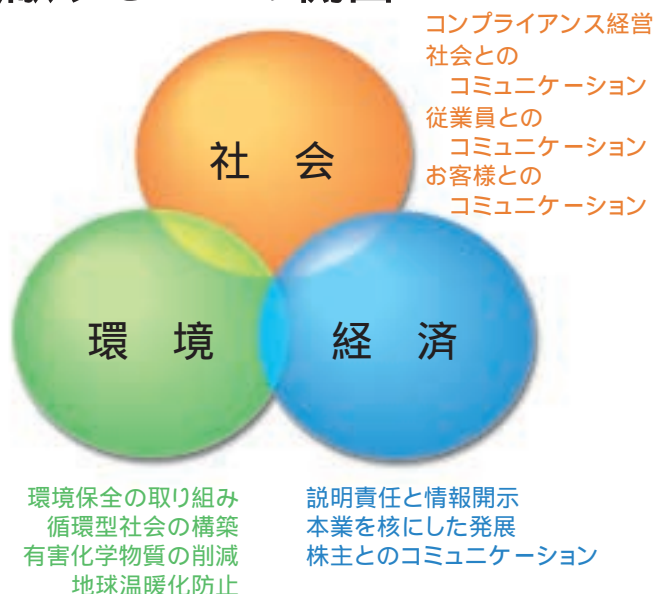 コンプライアンス経営
社会との
コミュニケーション
従業員との
コミュニケーション
お客様との
コミュニケーション
社 会
環 境
経 済
環境保全の取り組み
循環型社会の構築
有害化学物質の削減
地球温暖化防止
説明責任と情報開示
本業を核にした発展
株主とのコミュニケーション